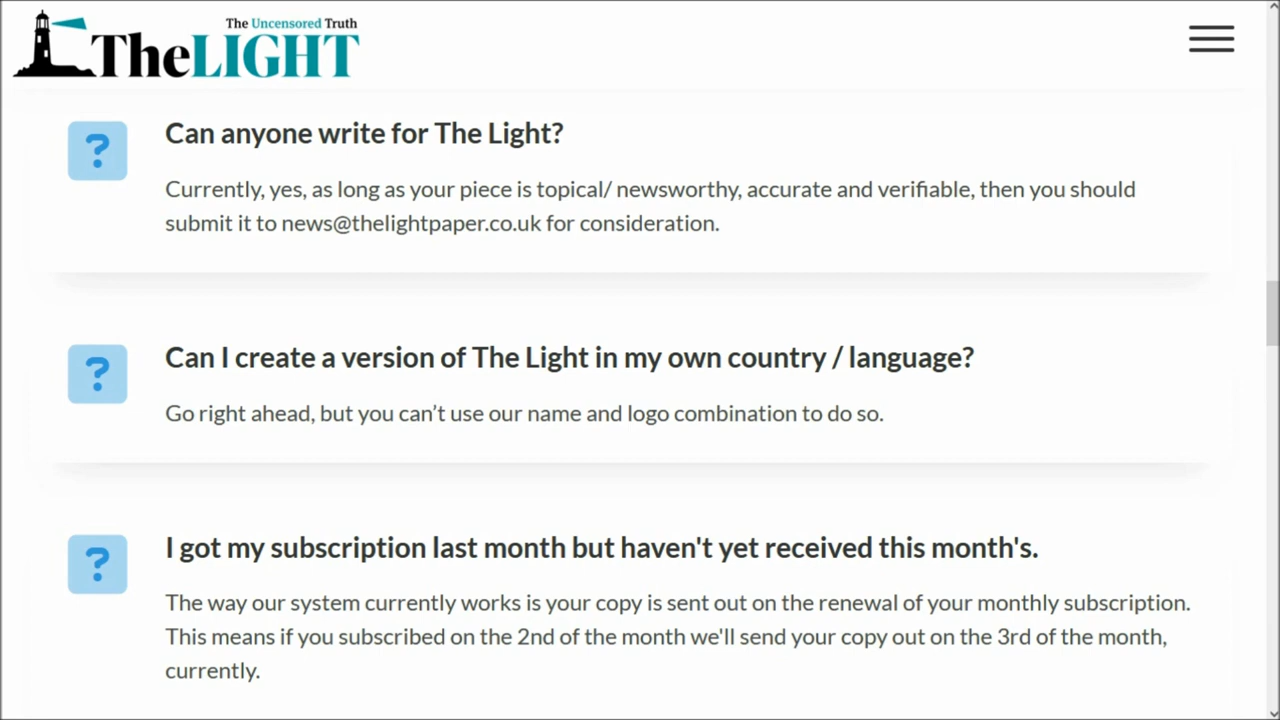 The Uncensored Truth
TheLIGHT
Can anyone write for The Light?
Currently, yes, as long as your piece is topical/ newsworthy, accurate and verifiable, then you should
submit it to news@thelightpaper.co.uk for consideration.
Can I create a version of The Light in my own country / language?
Go right ahead, but you can’t use our name and logo combination to do so.
I got my subscription last month but haven't yet received this month's.
The way our system currently works is your copy is sent out on the renewal of your monthly subscription.
This means if you subscribed on the 2nd of the month we'll send your copy out on the 3rd of the month,
currently.